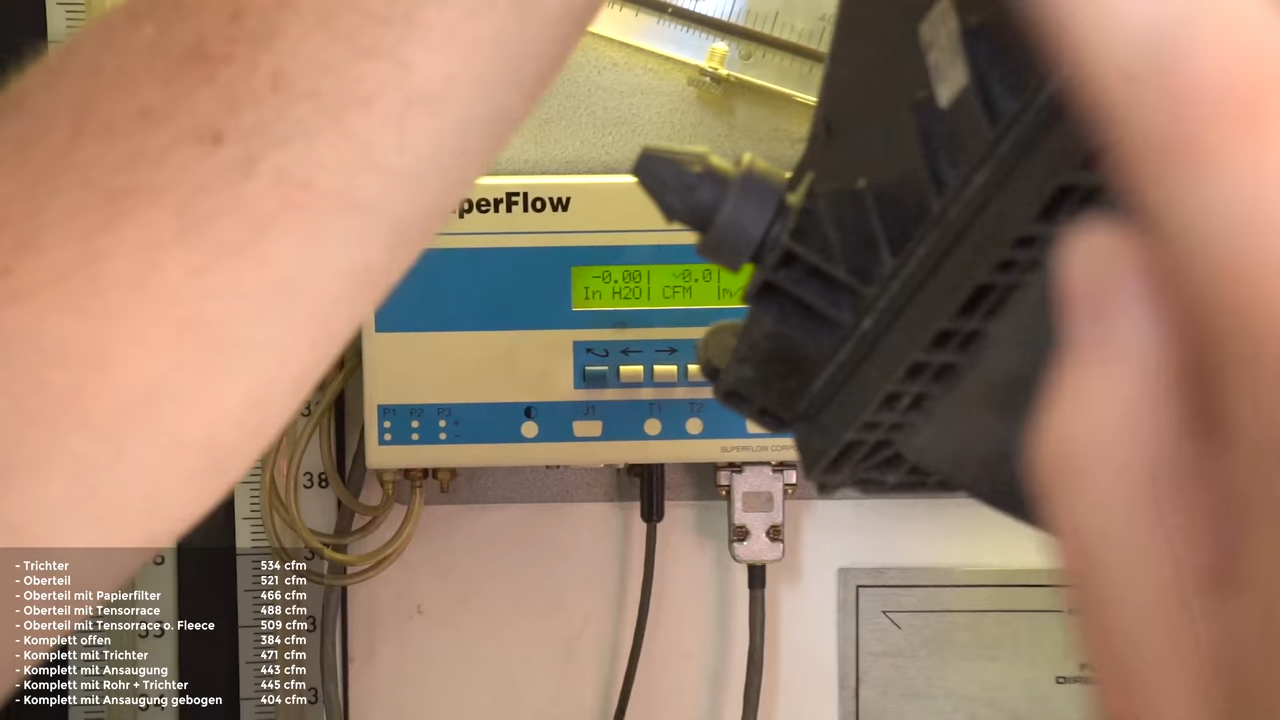 perFlow
-0.00| 0.0|
In H2O| CFM |m/
P1 P2 P3
J1
T1 T2
+
-
SUPERFLOW
38
- Trichter 534 cfm
- Oberteil 521 cfm
- Oberteil mit Papierfilter 466 cfm
- Oberteil mit Tensorrace 488 cfm
- Oberteil mit Tensorrace o. Fleece 509 cfm
- Komplett offen 384 cfm
- Komplett mit Trichter 471 cfm
- Komplett mit Ansaugung 443 cfm
- Komplett mit Rohr + Trichter 445 cfm
- Komplett mit Ansaugung gebogen 404 cfm